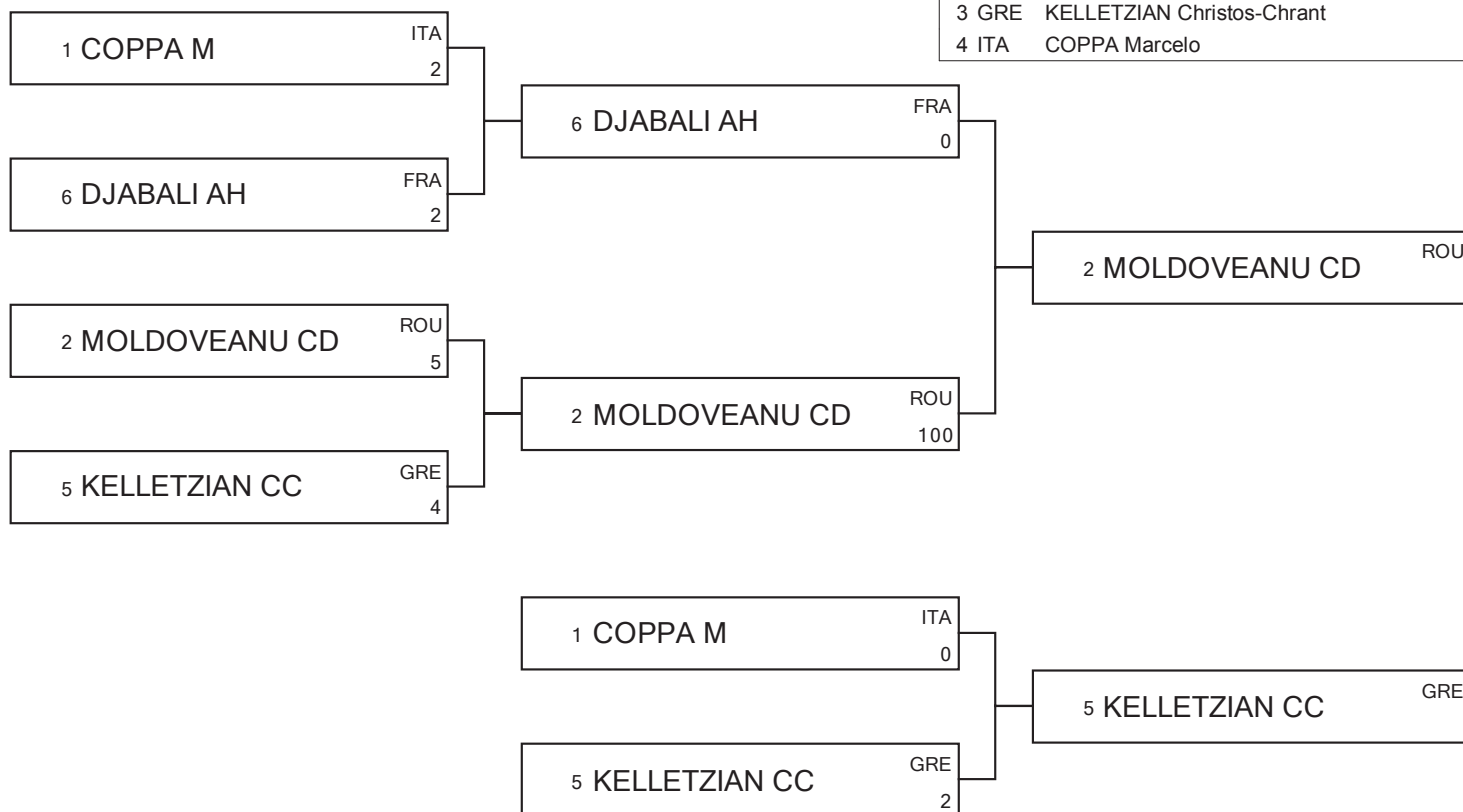 3 GRE KELLETZIAN Christos-Chrant
4 ITA COPPA Marcelo
1 COPPA M ITA
2
6 DJABALI AH FRA
2
2 MOLDOVEANU CD ROU
5
5 KELLETZIAN CC GRE
4
6 DJABALI AH FRA
0
2 MOLDOVEANU CD ROU
100
2 MOLDOVEANU CD ROU
1 COPPA M ITA
0
5 KELLETZIAN CC GRE
2
5 KELLETZIAN CC GRE